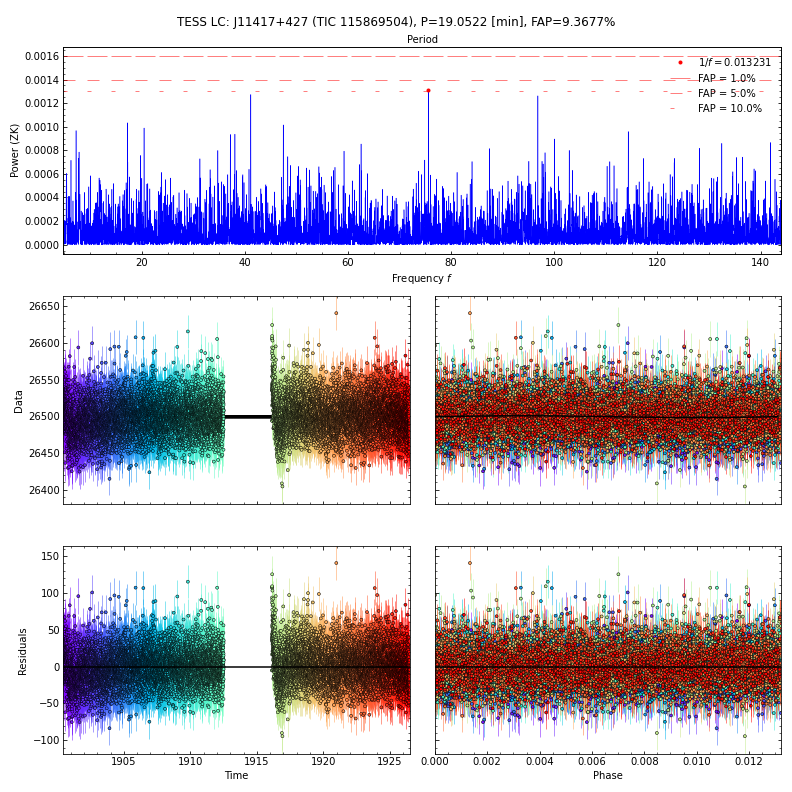 TESS LC: J11417+427 (TIC 115869504), P=19.0522 [min], FAP=9.3677%
Period
Power (ZK)
0.0016
0.0014
0.0012
0.0010
0.0008
0.0006
0.0004
0.0002
0.0000
1/f = 0.013231
FAP = 1.0%
FAP = 5.0%
FAP = 10.0%
20 40 60 80 100 120 140
Frequency f
Data
26650
26600
26550
26500
26450
26400
Residuals
150
100
50
0
−50
−100
1905 1910 1915 1920 1925
Time
0.000 0.002 0.004 0.006 0.008 0.010 0.012
Phase